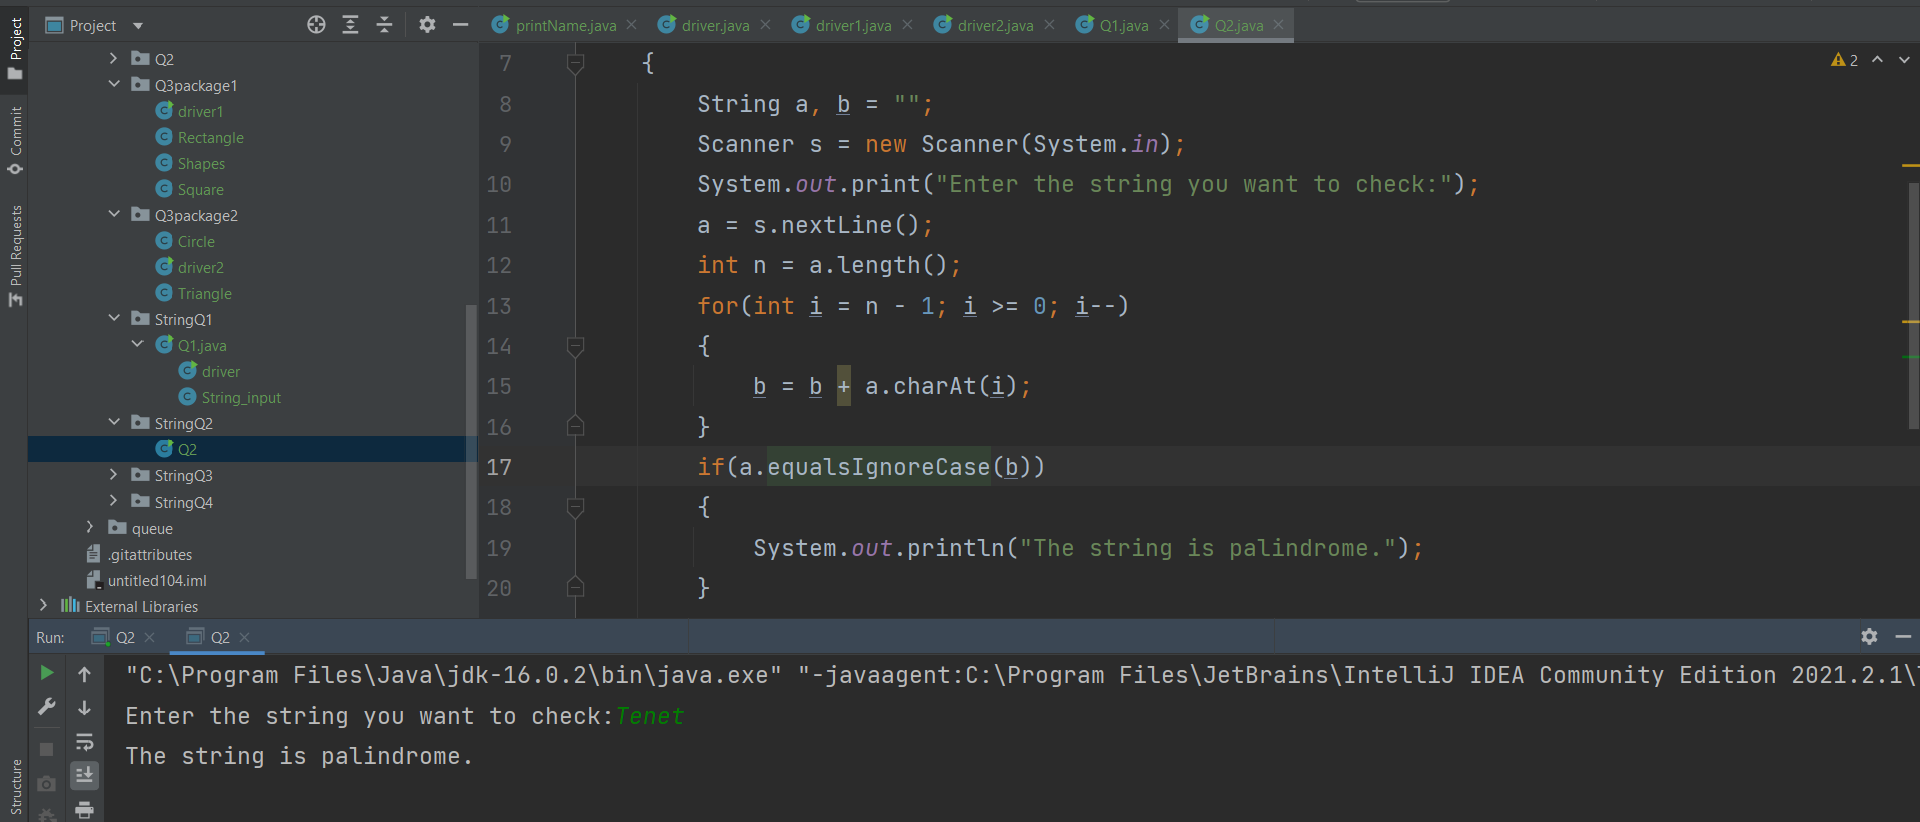 Project
printName.java
driver.java
driver1.java
driver2.java
Q1.java
Q2.java
Project
Commit
Pull Requests
Structure
Q2
Q3package1
driver1
Rectangle
Shapes
Square
Q3package2
Circle
driver2
Triangle
StringQ1
Q1.java
driver
String_input
StringQ2
Q2
StringQ3
StringQ4
queue
.gitattributes
untitled104.iml
External Libraries
2
7 {
8 String a, b = "";
9 Scanner s = new Scanner(System.in);
10 System.out.print("Enter the string you want to check:");
11 a = s.nextLine();
12 int n = a.length();
13 for(int i = n - 1; i >= 0; i--)
14 {
15 b = b + a.charAt(i);
16 }
17 if(a.equalsIgnoreCase(b))
18 {
19 System.out.println("The string is palindrome.");
20 }
Run: Q2 Q2
"C:\Program Files\Java\jdk-16.0.2\bin\java.exe" "-javaagent:C:\Program Files\JetBrains\IntelliJ IDEA Community Edition 2021.2.1\
Enter the string you want to check:Tenet
The string is palindrome.